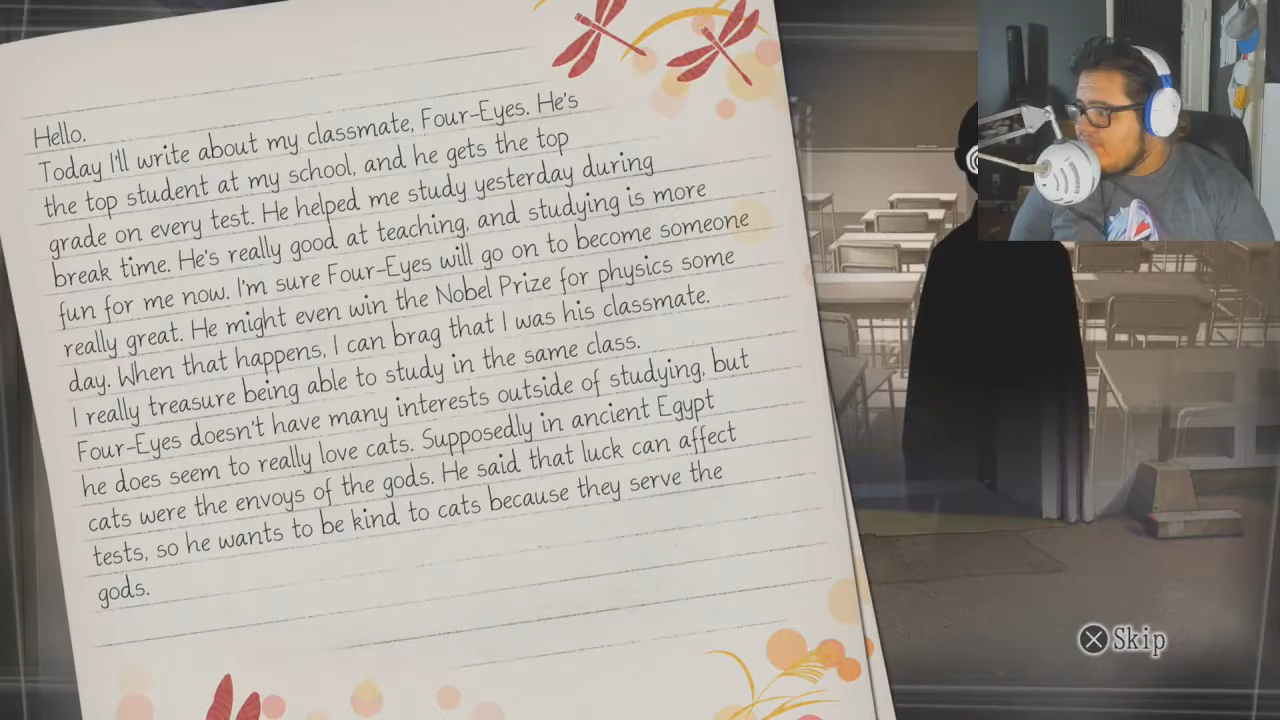 Hello.
Today I'll write about my classmate, Four-Eyes. He's
the top student at my school, and he gets the top
grade on every test. He helped me study yesterday during
break time. He's really good at teaching, and studying is more
fun for me now. I'm sure Four-Eyes will go on to become someone
really great. He might even win the Nobel Prize for physics some
day. When that happens, I can brag that I was his classmate.
I really treasure being able to study in the same class.
Four-Eyes doesn't have many interests outside of studying, but
he does seem to really love cats. Supposedly in ancient Egypt
cats were the envoys of the gods. He said that luck can affect
tests, so he wants to be kind to cats because they serve the
gods.
Skip